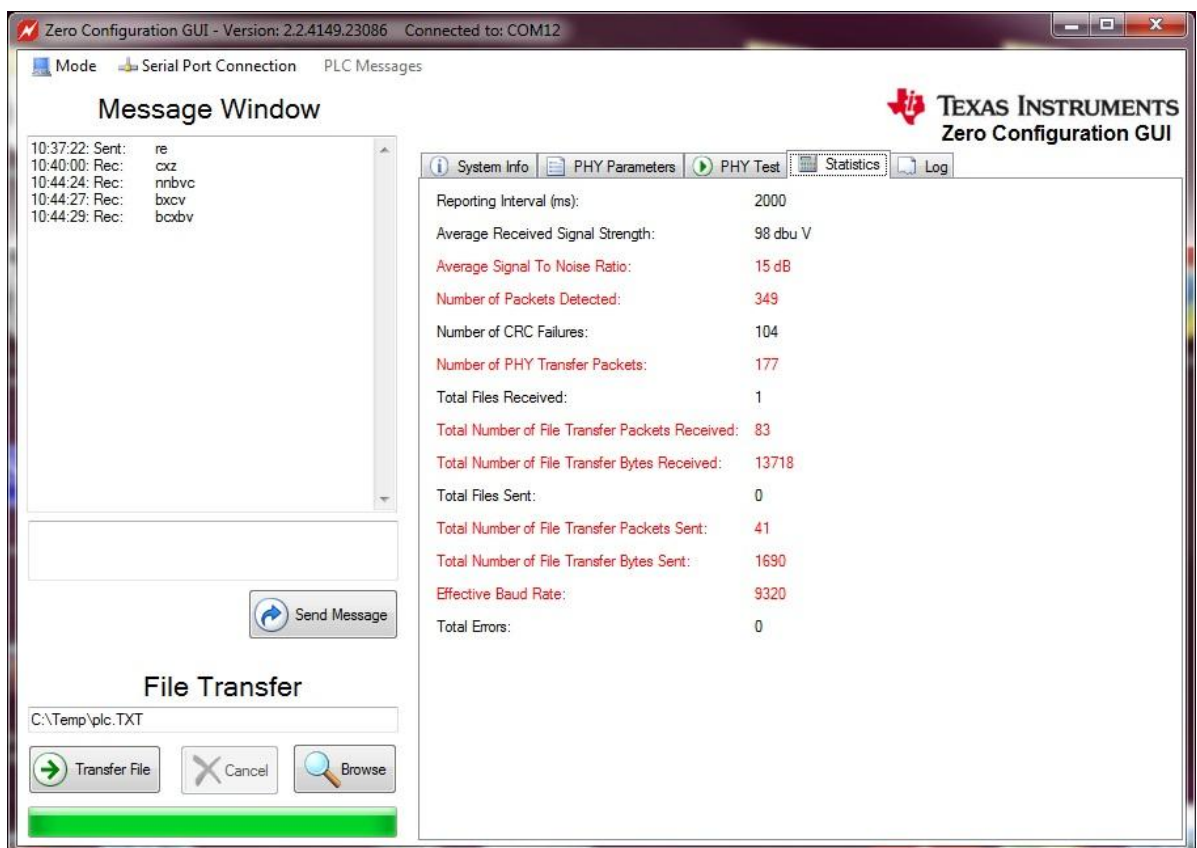 Zero Configuration GUI - Version: 2.2.4149.23086 Connected to: COM12
Mode Serial Port Connection PLC Messages
Message Window
10:37:22: Sent: re
10:40:00: Rec: cxz
10:44:24: Rec: nnbvc
10:44:27: Rec: bxcv
10:44:29: Rec: bcxbv
Send Message
File Transfer
C:\Temp\plc.TXT
Transfer File Cancel Browse
TEXAS INSTRUMENTS
Zero Configuration GUI
System Info PHY Parameters PHY Test Statistics Log
Reporting Interval (ms): 2000
Average Received Signal Strength: 98 dbu V
Average Signal To Noise Ratio: 15 dB
Number of Packets Detected: 349
Number of CRC Failures: 104
Number of PHY Transfer Packets: 177
Total Files Received: 1
Total Number of File Transfer Packets Received: 83
Total Number of File Transfer Bytes Received: 13718
Total Files Sent: 0
Total Number of File Transfer Packets Sent: 41
Total Number of File Transfer Bytes Sent: 1690
Effective Baud Rate: 9320
Total Errors: 0